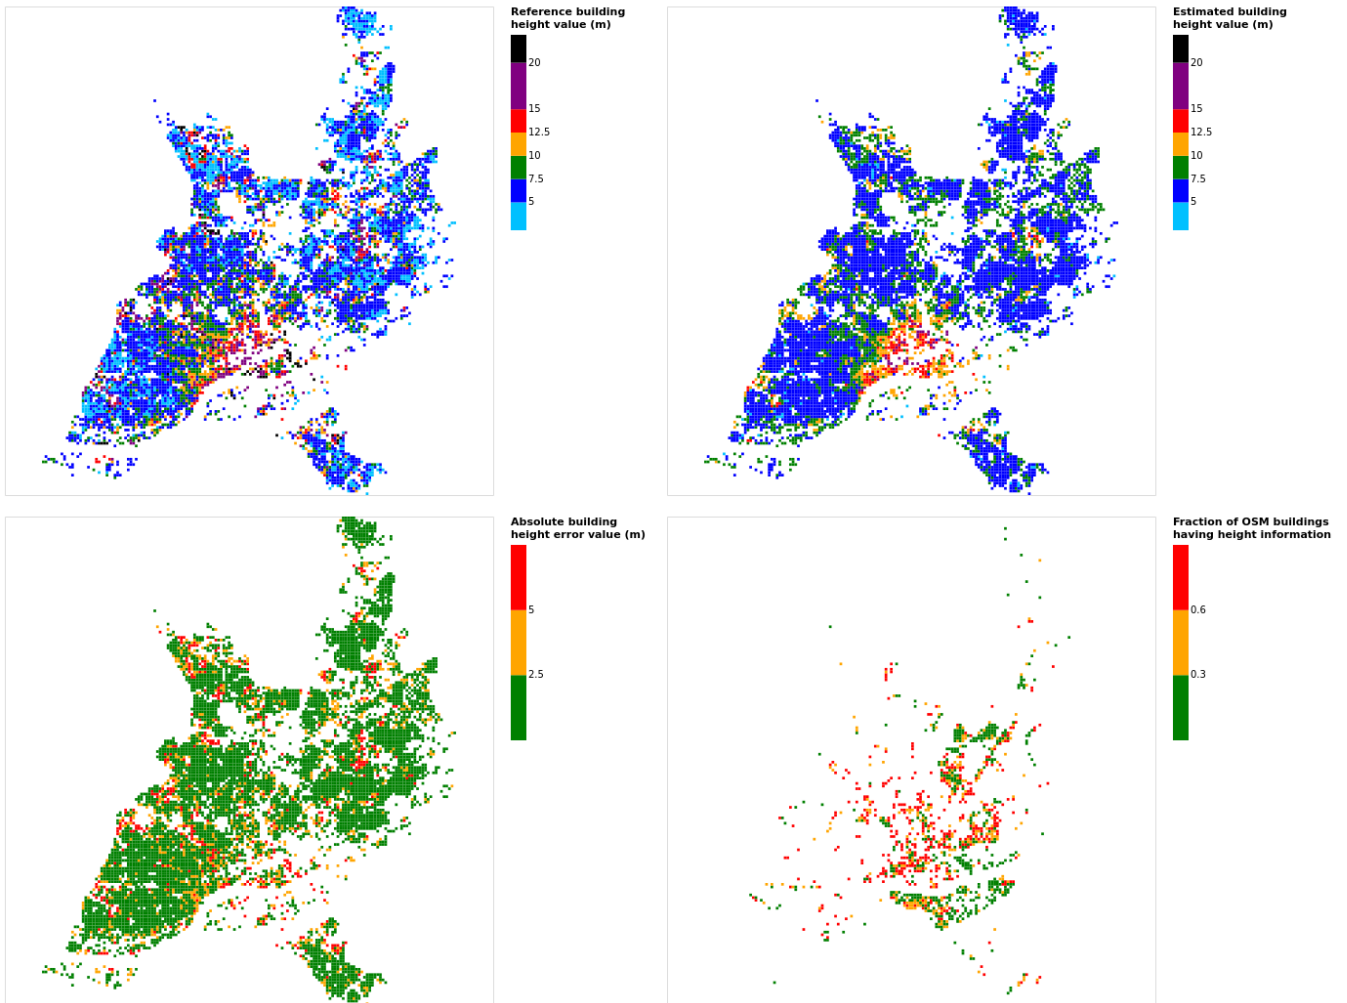 Reference building
height value (m)
20
15
12.5
10
7.5
5
Estimated building
height value (m)
20
15
12.5
10
7.5
5
Absolute building
height error value (m)
5
2.5
Fraction of OSM buildings
having height information
0.6
0.3